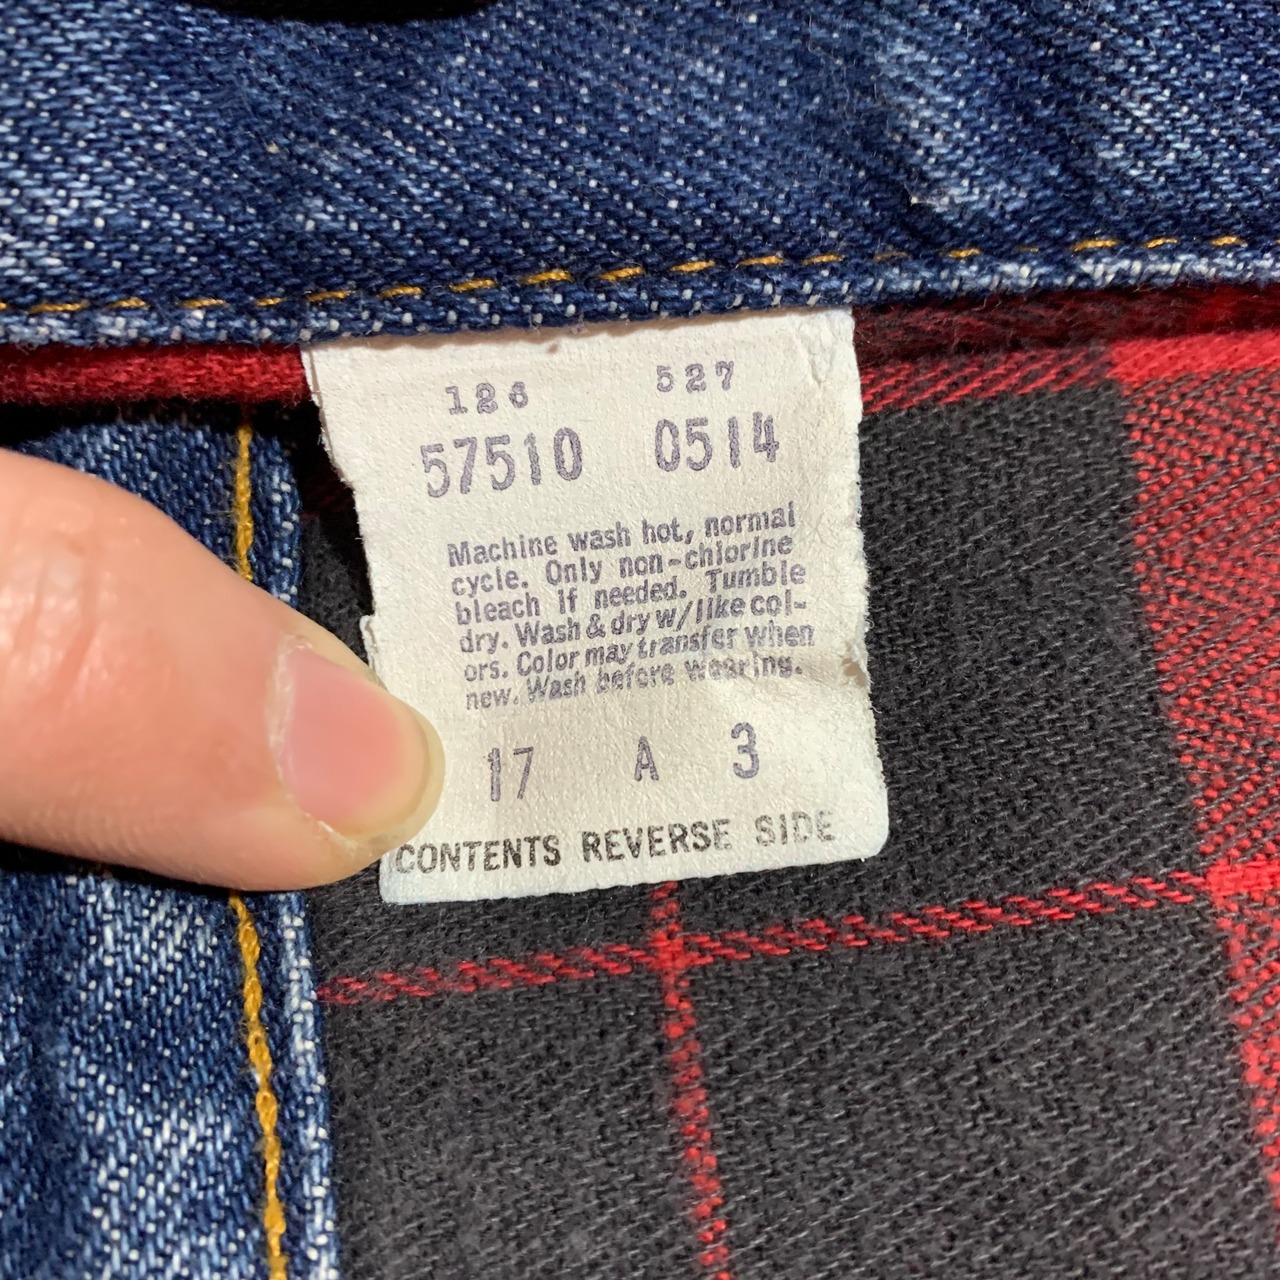 126 527
57510 0514
Machine wash hot, normal
cycle. Only non-chlorine
bleach if needed. Tumble
dry. Wash & dry w/like col-
ors. Color may transfer when
new. Wash before wearing.
17 A 3
CONTENTS REVERSE SIDE